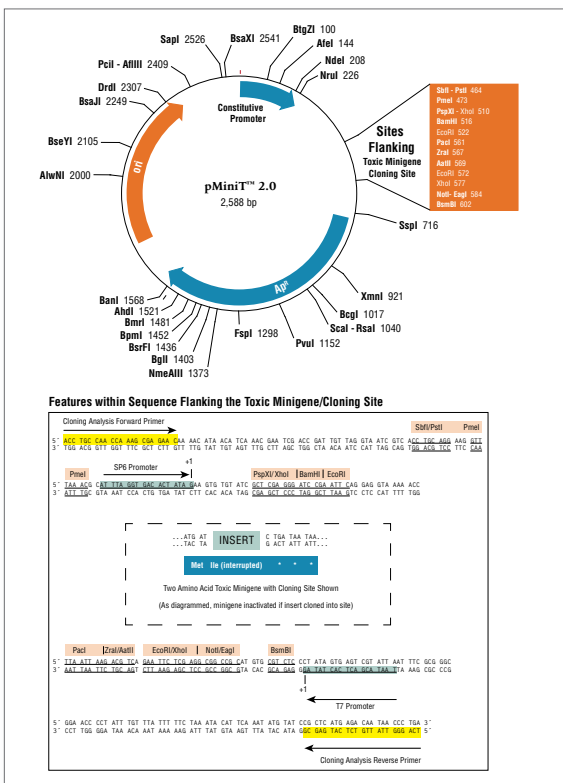 SapI 2526
BsaXI 2541
BtgZI 100
AfeI 144
NdeI 208
NruI 226
PciI - AflIII 2409
DrdI 2307
BsaJI 2249
BseYI 2105
AlwNI 2000
Constitutive
Promoter
ori
pMiniT™ 2.0
2,588 bp
Sites
Flanking
Toxic Minigene
Cloning Site
SbfI - PstI 464
PmeI 473
PspXI - XhoI 510
BamHI 516
EcoRI 522
PacI 561
ZraI 567
AatII 569
EcoRI 572
XhoI 577
NotI- EagI 584
BsmBI 602
SspI 716
XmnI 921
BcgI 1017
ScaI - RsaI 1040
PvuI 1152
FspI 1298
ApR
BanI 1568
AhdI 1521
BmrI 1481
BpmI 1452
BsrFI 1436
BglI 1403
NmeAIII 1373
Features within Sequence Flanking the Toxic Minigene/Cloning Site
Cloning Analysis Forward Primer
SbfI/PstI PmeI
5´ ACC TGC CAA CCA AAG CGA GAA CAA AAC ATA ACA TCA AAC GAA TCG ACC GAT TGT TAG GTA ATC GTC ACC TGC AGG AAG GTT
3´ TGG ACG GTT GGT TTC GCT CTT GTT TTG TAT TGT AGT TTG CTT AGC TGG CTA ACA ATC CAT TAG CAG TGG ACG TCC TTC CAA
PmeI SP6 Promoter +1 PspXI/XhoI BamHI EcoRI
TAA ACG CAT TTA GGT GAC ACT ATA GAA GTG TGT ATC GCT CGA GGG ATC CGA ATT CAG GAG GTA AAA ACC
ATT TGC GTA AAT CCA CTG TGA TAT CTT CAC ACA TAG CGA GCT CCC TAG GCT TAA GTC CTC CAT TTT TGG
...ATG AT INSERT C TGA TAA TAA...
...TAC TA G ACT ATT ATT...
Met Ile (interrupted) * * *
Two Amino Acid Toxic Minigene with Cloning Site Shown
(As diagrammed, minigene inactivated if insert cloned into site)
PacI ZraI/AatII EcoRI/XhoI NotI/EagI BsmBI
5´ TTA ATT AAG ACG TCA GAA TTC TCG AGG CGG CCG CAT GTG CGT CTC CCT ATA GTG AGT CGT ATT AAT TTC GCG GGC
3´ AAT TAA TTC TGC AGT CTT AAG AGC TCC GCC GGC GTA CAC GCA GAG GGA TAT CAC TCA GCA TAA TTA AAG CGC CCG
+1
T7 Promoter
5´ GGA ACC CCT ATT TGT TTA TTT TTC TAA ATA CAT TCA AAT ATG TAT CCG CTC ATG AGA CAA TAA CCC TGA 3´
3´ CCT TGG GGA TAA ACA AAT AAA AAG ATT TAT GTA AGT TTA TAC ATA GGC GAG TAC TCT GTT ATT GGG ACT 5´
Cloning Analysis Reverse Primer